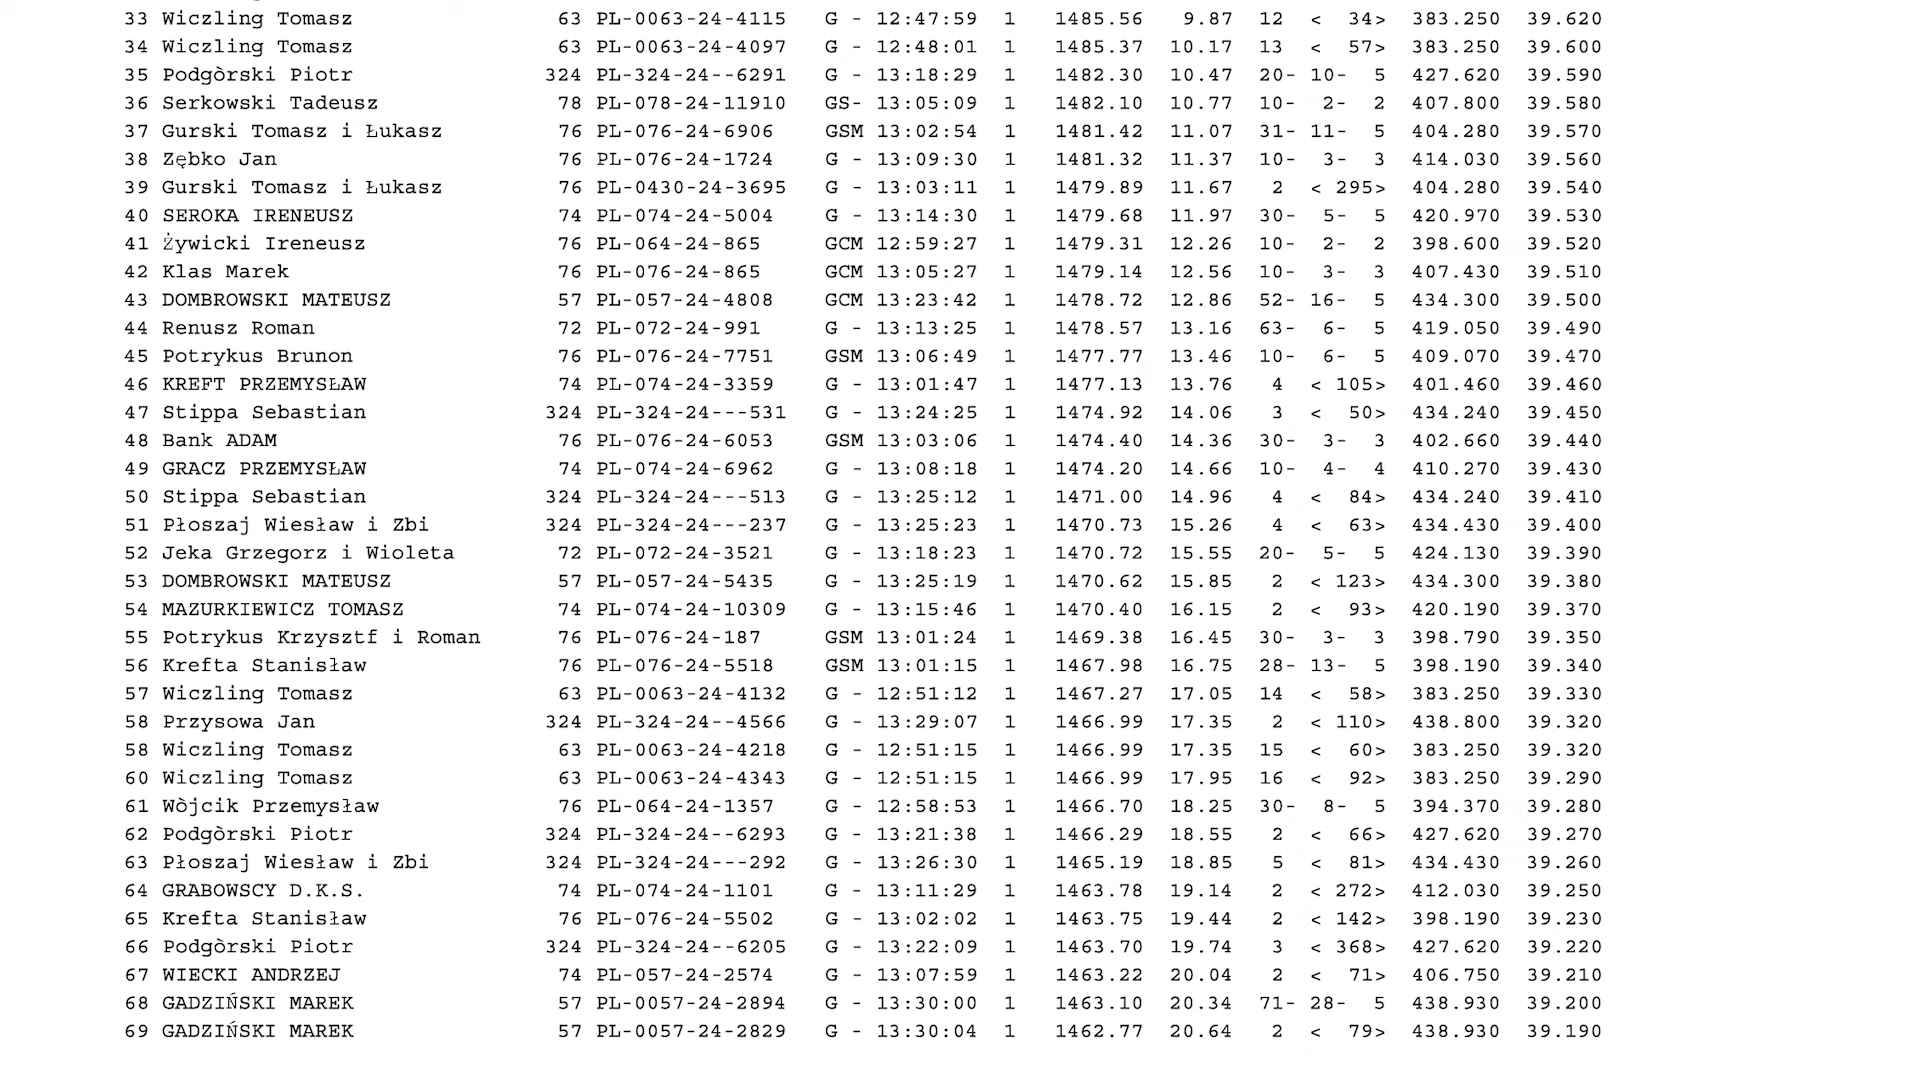 33 Wiczling Tomasz 63 PL-0063-24-4115 G - 12:47:59 1 1485.56 9.87 12 < 34> 383.250 39.620
34 Wiczling Tomasz 63 PL-0063-24-4097 G - 12:48:01 1 1485.37 10.17 13 < 57> 383.250 39.600
35 Podgòrski Piotr 324 PL-324-24--6291 G - 13:18:29 1 1482.30 10.47 20- 10- 5 427.620 39.590
36 Serkowski Tadeusz 78 PL-078-24-11910 GS- 13:05:09 1 1482.10 10.77 10- 2- 2 407.800 39.580
37 Gurski Tomasz i Łukasz 76 PL-076-24-6906 GSM 13:02:54 1 1481.42 11.07 31- 11- 5 404.280 39.570
38 Zębko Jan 76 PL-076-24-1724 G - 13:09:30 1 1481.32 11.37 10- 3- 3 414.030 39.560
39 Gurski Tomasz i Łukasz 76 PL-0430-24-3695 G - 13:03:11 1 1479.89 11.67 2 < 295> 404.280 39.540
40 SEROKA IRENEUSZ 74 PL-074-24-5004 G - 13:14:30 1 1479.68 11.97 30- 5- 5 420.970 39.530
41 Żywicki Ireneusz 76 PL-064-24-865 GCM 12:59:27 1 1479.31 12.26 10- 2- 2 398.600 39.520
42 Klas Marek 76 PL-076-24-865 GCM 13:05:27 1 1479.14 12.56 10- 3- 3 407.430 39.510
43 DOMBROWSKI MATEUSZ 57 PL-057-24-4808 GCM 13:23:42 1 1478.72 12.86 52- 16- 5 434.300 39.500
44 Renusz Roman 72 PL-072-24-991 G - 13:13:25 1 1478.57 13.16 63- 6- 5 419.050 39.490
45 Potrykus Brunon 76 PL-076-24-7751 GSM 13:06:49 1 1477.77 13.46 10- 6- 5 409.070 39.470
46 KREFT PRZEMYSŁAW 74 PL-074-24-3359 G - 13:01:47 1 1477.13 13.76 4 < 105> 401.460 39.460
47 Stippa Sebastian 324 PL-324-24---531 G - 13:24:25 1 1474.92 14.06 3 < 50> 434.240 39.450
48 Bank ADAM 76 PL-076-24-6053 GSM 13:03:06 1 1474.40 14.36 30- 3- 3 402.660 39.440
49 GRACZ PRZEMYSŁAW 74 PL-074-24-6962 G - 13:08:18 1 1474.20 14.66 10- 4- 4 410.270 39.430
50 Stippa Sebastian 324 PL-324-24---513 G - 13:25:12 1 1471.00 14.96 4 < 84> 434.240 39.410
51 Płoszaj Wiesław i Zbi 324 PL-324-24---237 G - 13:25:23 1 1470.73 15.26 4 < 63> 434.430 39.400
52 Jeka Grzegorz i Wioleta 72 PL-072-24-3521 G - 13:18:23 1 1470.72 15.55 20- 5- 5 424.130 39.390
53 DOMBROWSKI MATEUSZ 57 PL-057-24-5435 G - 13:25:19 1 1470.62 15.85 2 < 123> 434.300 39.380
54 MAZURKIEWICZ TOMASZ 74 PL-074-24-10309 G - 13:15:46 1 1470.40 16.15 2 < 93> 420.190 39.370
55 Potrykus Krzysztf i Roman 76 PL-076-24-187 GSM 13:01:24 1 1469.38 16.45 30- 3- 3 398.790 39.350
56 Krefta Stanisław 76 PL-076-24-5518 GSM 13:01:15 1 1467.98 16.75 28- 13- 5 398.190 39.340
57 Wiczling Tomasz 63 PL-0063-24-4132 G - 12:51:12 1 1467.27 17.05 14 < 58> 383.250 39.330
58 Przysowa Jan 324 PL-324-24--4566 G - 13:29:07 1 1466.99 17.35 2 < 110> 438.800 39.320
58 Wiczling Tomasz 63 PL-0063-24-4218 G - 12:51:15 1 1466.99 17.35 15 < 60> 383.250 39.320
60 Wiczling Tomasz 63 PL-0063-24-4343 G - 12:51:15 1 1466.99 17.95 16 < 92> 383.250 39.290
61 Wòjcik Przemysław 76 PL-064-24-1357 G - 12:58:53 1 1466.70 18.25 30- 8- 5 394.370 39.280
62 Podgòrski Piotr 324 PL-324-24--6293 G - 13:21:38 1 1466.29 18.55 2 < 66> 427.620 39.270
63 Płoszaj Wiesław i Zbi 324 PL-324-24---292 G - 13:26:30 1 1465.19 18.85 5 < 81> 434.430 39.260
64 GRABOWSCY D.K.S. 74 PL-074-24-1101 G - 13:11:29 1 1463.78 19.14 2 < 272> 412.030 39.250
65 Krefta Stanisław 76 PL-076-24-5502 G - 13:02:02 1 1463.75 19.44 2 < 142> 398.190 39.230
66 Podgòrski Piotr 324 PL-324-24--6205 G - 13:22:09 1 1463.70 19.74 3 < 368> 427.620 39.220
67 WIECKI ANDRZEJ 74 PL-057-24-2574 G - 13:07:59 1 1463.22 20.04 2 < 71> 406.750 39.210
68 GADZIŃSKI MAREK 57 PL-0057-24-2894 G - 13:30:00 1 1463.10 20.34 71- 28- 5 438.930 39.200
69 GADZIŃSKI MAREK 57 PL-0057-24-2829 G - 13:30:04 1 1462.77 20.64 2 < 79> 438.930 39.190